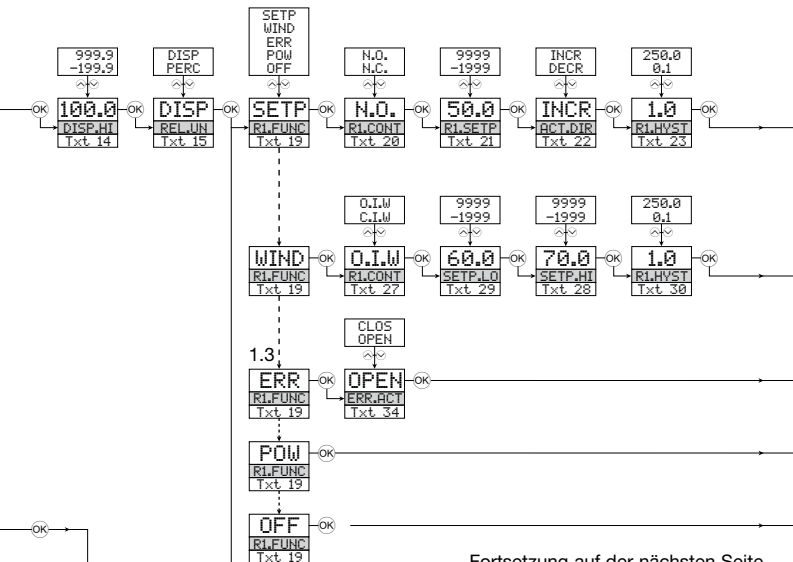 SETP
WIND
ERR
POW
OFF
999.9
-199.9
DISP
PERC
N.O.
N.C.
9999
-1999
INCR
DECR
250.0
0.1
OK 100.0 OK DISP OK SETP OK N.O. OK 50.0 OK INCR OK 1.0 OK
DISP.HI REL.UN R1.FUNC R1.CONT R1.SETP ACT.DIR R1.HYST
Txt 14 Txt 15 Txt 19 Txt 20 Txt 21 Txt 22 Txt 23
O.I.W
C.I.W
9999
-1999
9999
-1999
250.0
0.1
WIND OK O.I.W OK 60.0 OK 70.0 OK 1.0 OK
R1.FUNC R1.CONT SETP.LO SETP.HI R1.HYST
Txt 19 Txt 27 Txt 29 Txt 28 Txt 30
CLOS
OPEN
1.3
ERR OK OPEN OK
R1.FUNC ERR.ACT
Txt 19 Txt 34
POW OK
R1.FUNC
Txt 19
OK OFF OK
R1.FUNC
Txt 19
Fortsetzung auf der nächsten Seite